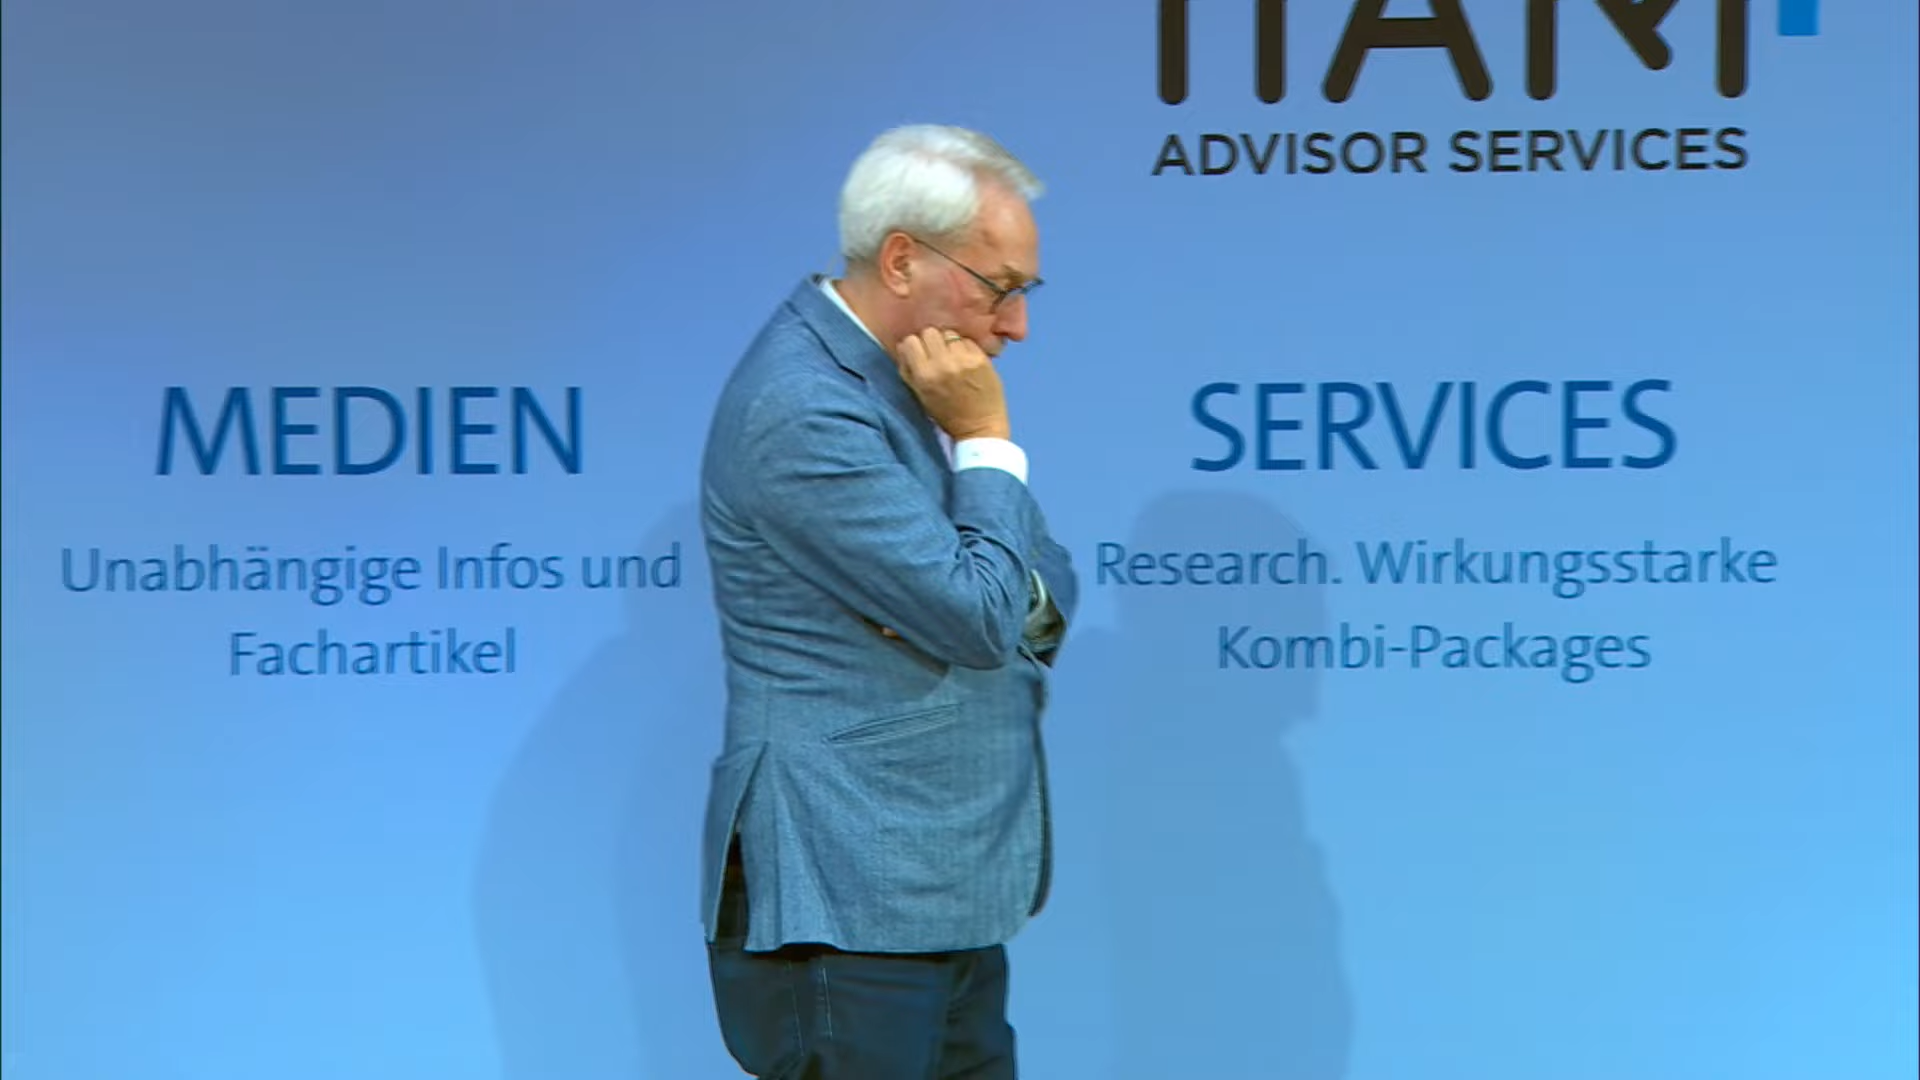 ADVISOR SERVICES
MEDIEN
Unabhängige Infos und
Fachartikel
SERVICES
Research. Wirkungsstarke
Kombi-Packages